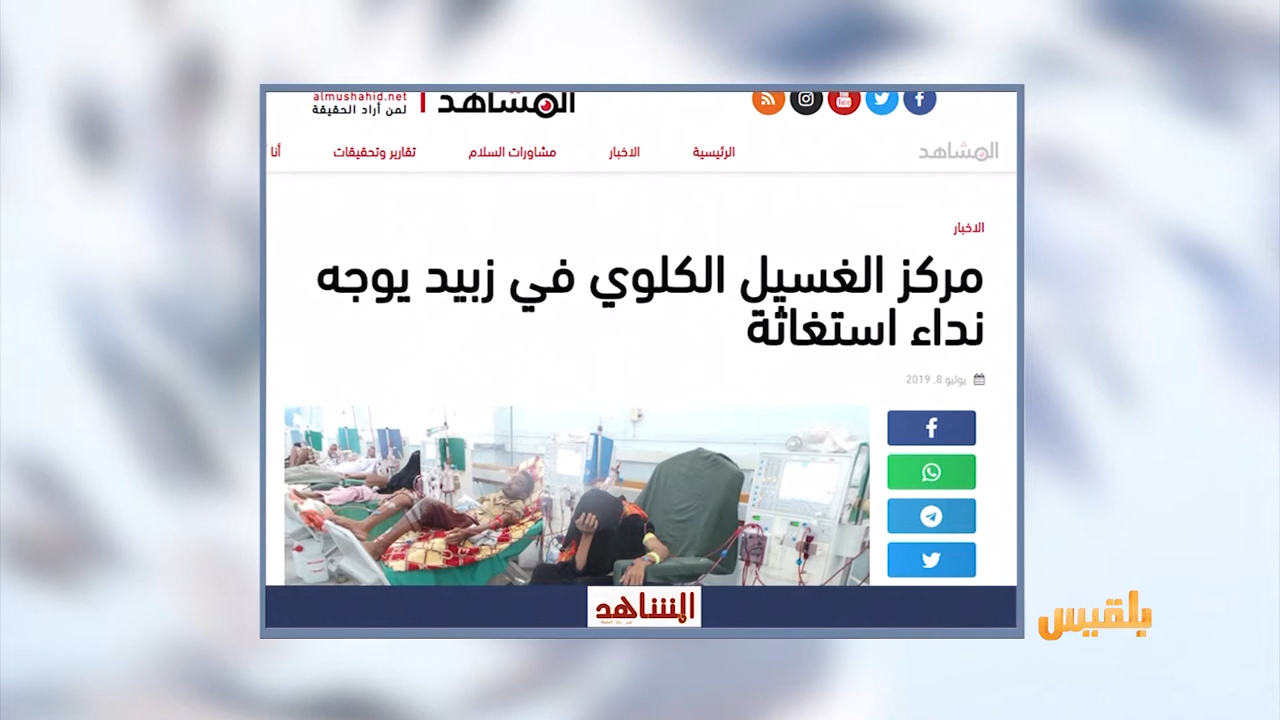 almushahid.net
لمن أراد الحقيقة
المشاهد
المشاهد
الرئيسية
الاخبار
مشاورات السلام
تقارير وتحقيقات
أنا
الاخبار
مركز الغسيل الكلوي في زبيد يوجه
نداء استغاثة
يوليو 8, 2019
المشاهد
بلقيس